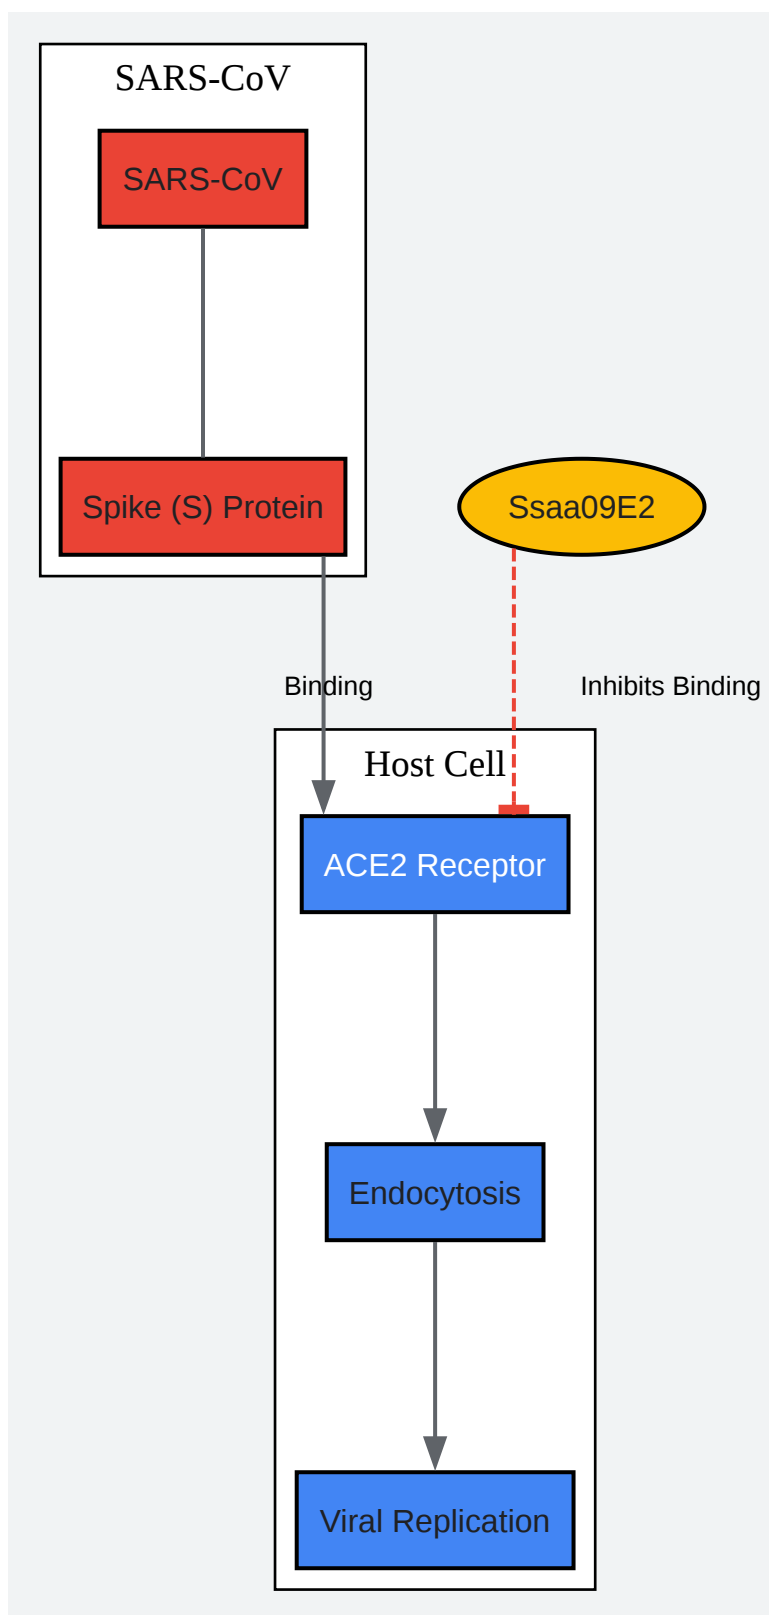 SARS-CoV
SARS-CoV
Spike (S) Protein
Ssaa09E2
Binding
Inhibits Binding
Host Cell
ACE2 Receptor
Endocytosis
Viral Replication